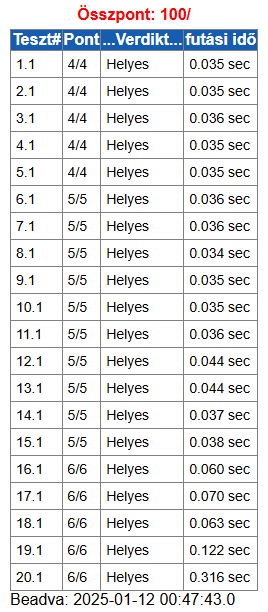 Összpont: 100/
Teszt# Pont ...Verdikt... futási idő
1.1 4/4 Helyes 0.035 sec
2.1 4/4 Helyes 0.035 sec
3.1 4/4 Helyes 0.036 sec
4.1 4/4 Helyes 0.035 sec
5.1 4/4 Helyes 0.035 sec
6.1 5/5 Helyes 0.036 sec
7.1 5/5 Helyes 0.036 sec
8.1 5/5 Helyes 0.034 sec
9.1 5/5 Helyes 0.035 sec
10.1 5/5 Helyes 0.035 sec
11.1 5/5 Helyes 0.036 sec
12.1 5/5 Helyes 0.044 sec
13.1 5/5 Helyes 0.044 sec
14.1 5/5 Helyes 0.037 sec
15.1 5/5 Helyes 0.038 sec
16.1 6/6 Helyes 0.060 sec
17.1 6/6 Helyes 0.070 sec
18.1 6/6 Helyes 0.063 sec
19.1 6/6 Helyes 0.122 sec
20.1 6/6 Helyes 0.316 sec
Beadva: 2025-01-12 00:47:43.0